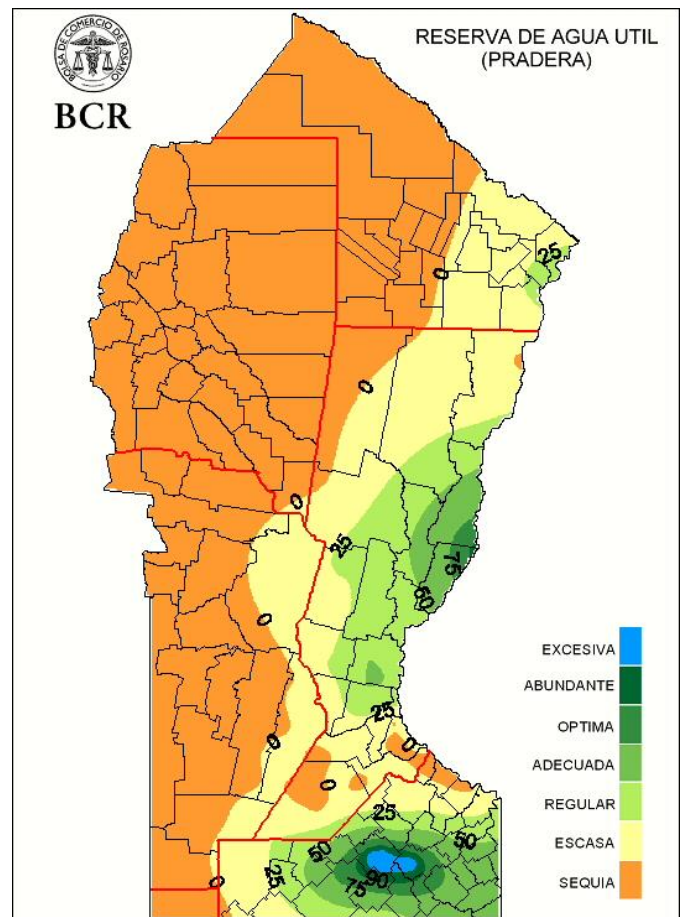 BOLSA DE COMERCIO DE ROSARIO
BCR
RESERVA DE AGUA UTIL
(PRADERA)
25
0
0
0
25
75
50
0
25
0
0
0
25
50
50
0
25
75
90
EXCESIVA
ABUNDANTE
OPTIMA
ADECUADA
REGULAR
ESCASA
SEQUIA